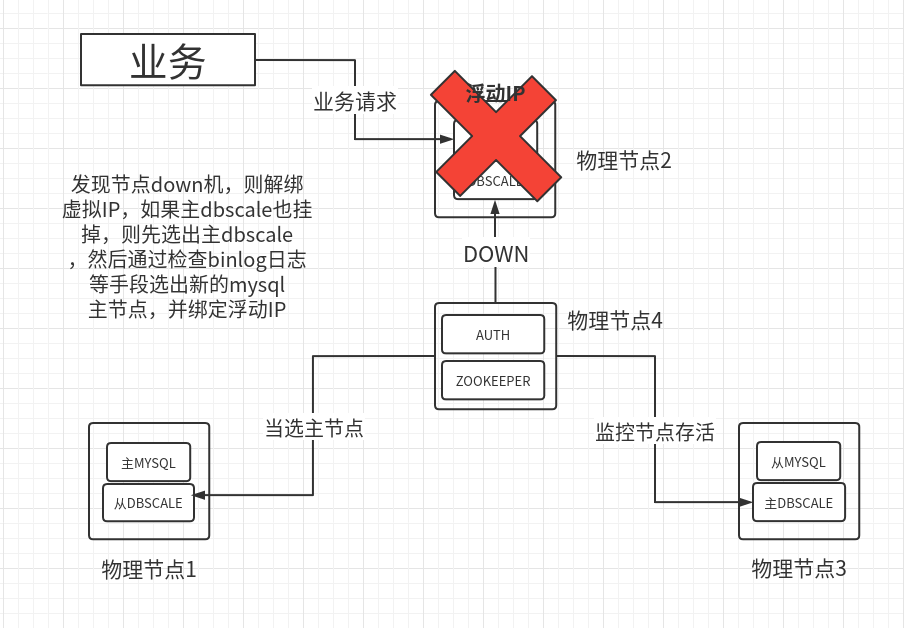 业务
业务请求
浮动IP
DBSCALE
物理节点2
发现节点down机，则解绑
虚拟IP，如果主dbscale也挂
掉，则先选出主dbscale
，然后通过检查binlog日志
等手段选出新的mysql
主节点，并绑定浮动IP
DOWN
物理节点4
AUTH
ZOOKEEPER
当选主节点
监控节点存活
主MYSQL
从DBSCALE
物理节点1
从MYSQL
主DBSCALE
物理节点3